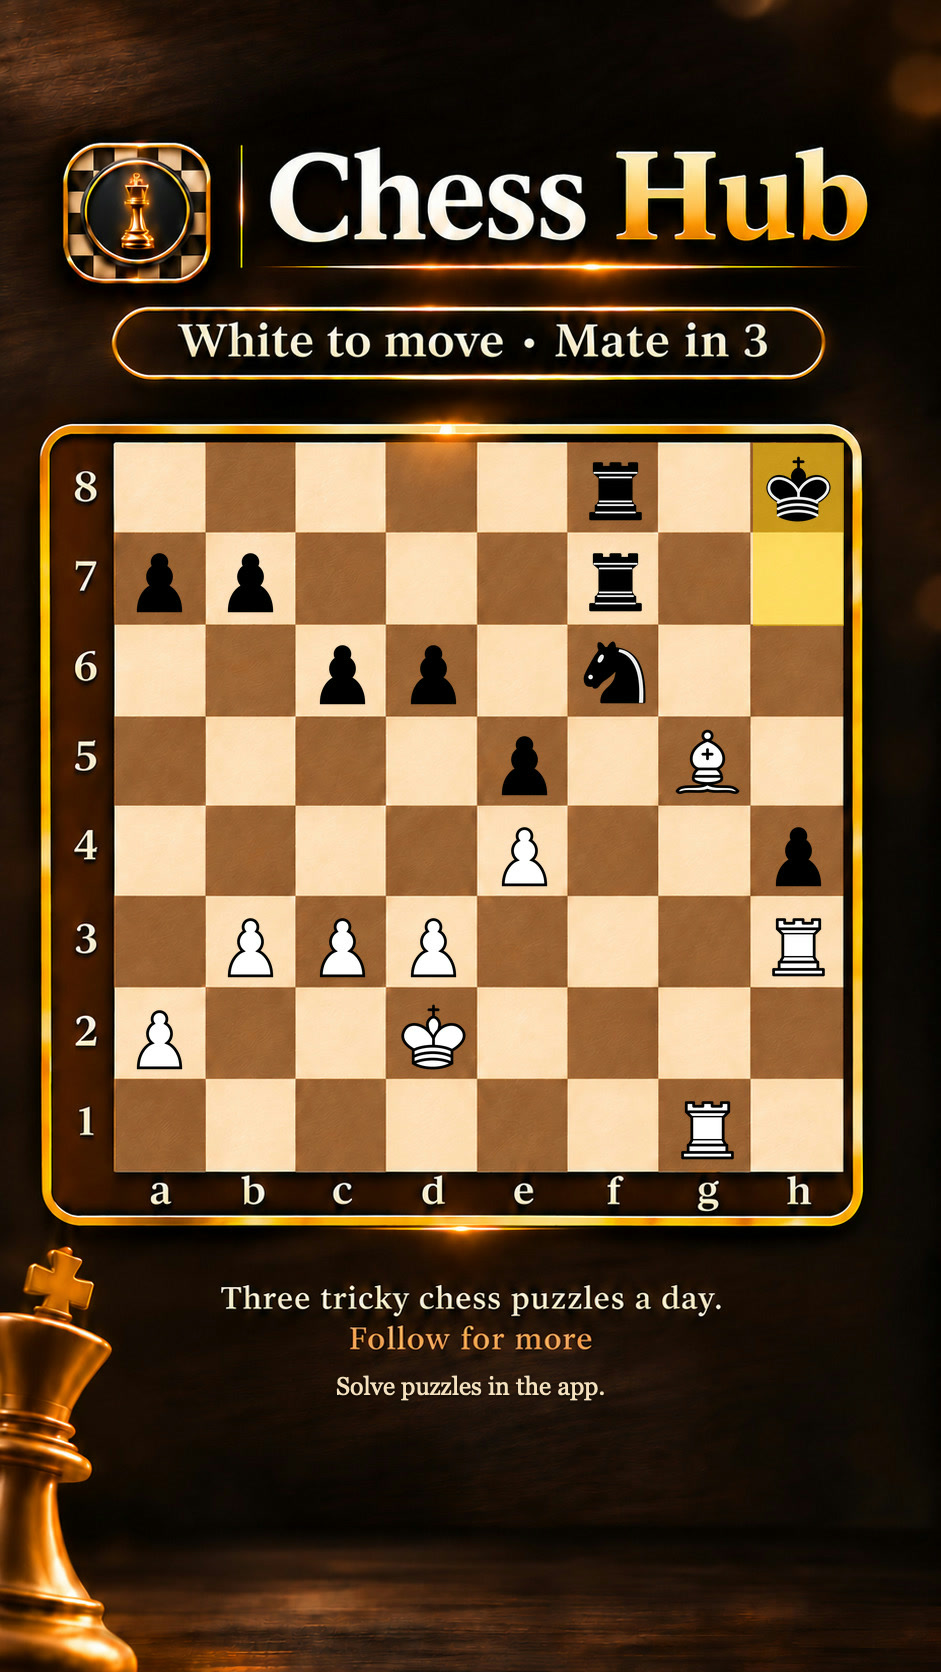 Chess Hub
White to move • Mate in 3
8
7
6
5
4
3
2
1
a b c d e f g h
Three tricky chess puzzles a day.
Follow for more
Solve puzzles in the app.